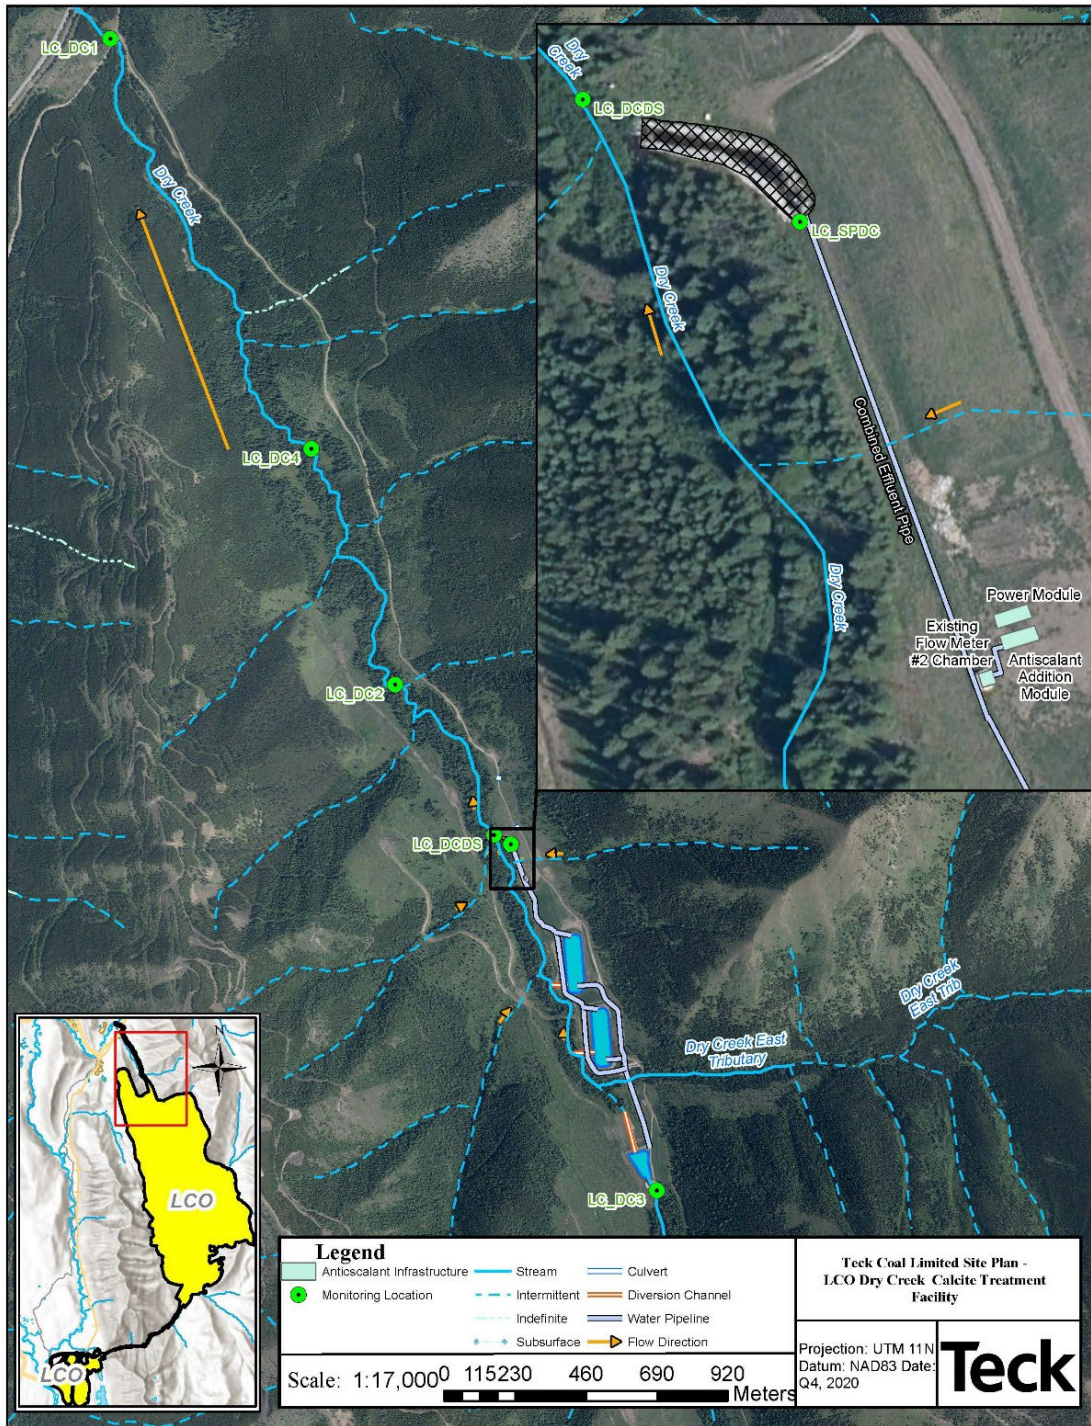 LC_DC1
Dry Creek
LC_DC4
LC_DC2
LC_DCDS
Dry
Creek
LC_DCDS
LC_SPDC
Dry Creek
Combined Effluent Pipe
Dry Creek
Power Module
Existing
Flow Meter
#2 Chamber
Antiscalant
Addition
Module
Dry Creek
East Trib
Dry Creek East
Tributary
LC_DC3
N
LCO
LCO
Legend
Antiscalant Infrastructure
Monitoring Location
Stream
Intermittent
Indefinite
Subsurface
Culvert
Diversion Channel
Water Pipeline
Flow Direction
Scale: 1:17,000
0 115 230 460 690 920
Meters
Teck Coal Limited Site Plan -
LCO Dry Creek Calcite Treatment
Facility
Projection: UTM 11N
Datum: NAD83 Date:
Q4, 2020
Teck